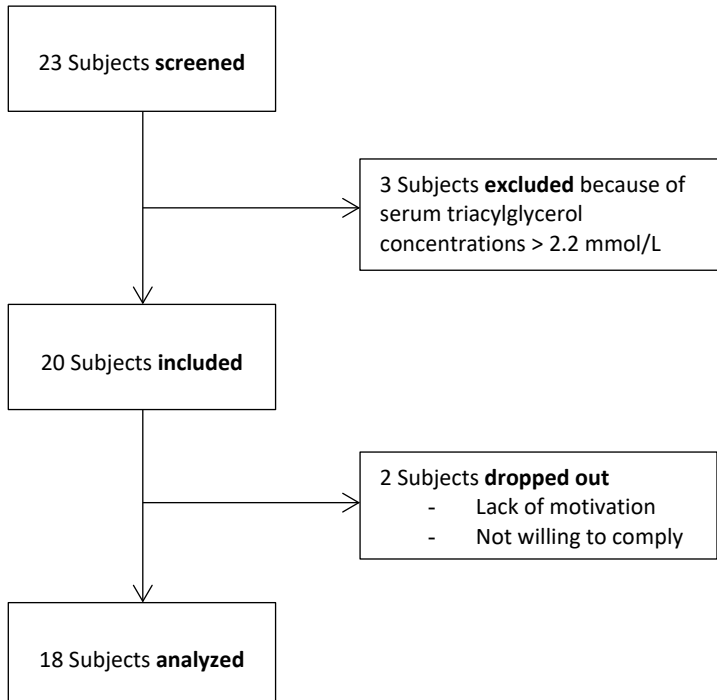 23 Subjects screened
3 Subjects excluded because of
serum triacylglycerol
concentrations > 2.2 mmol/L
20 Subjects included
2 Subjects dropped out
- Lack of motivation
- Not willing to comply
18 Subjects analyzed